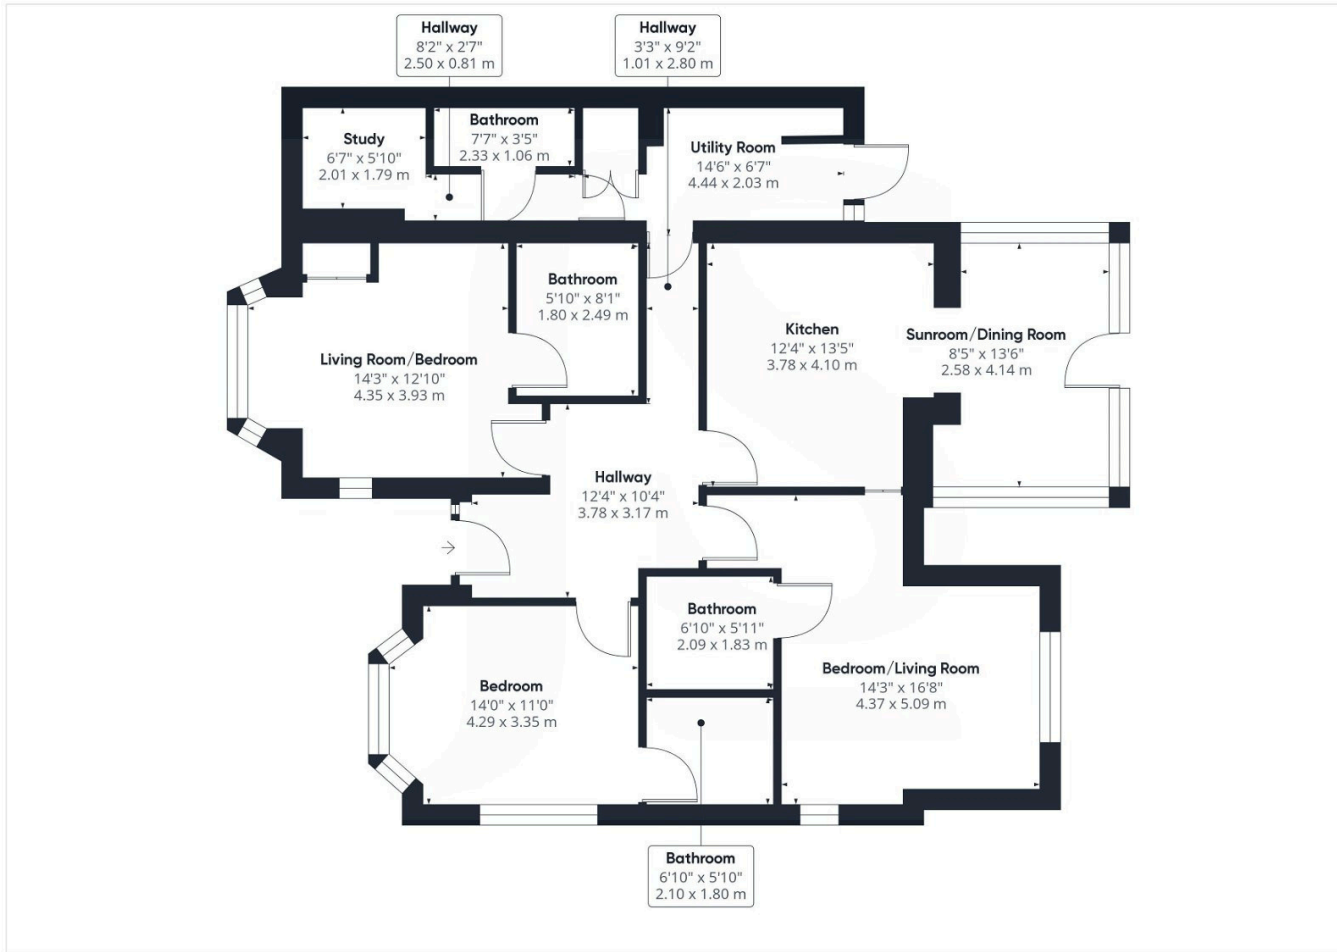 Hallway
8'2" x 2'7"
2.50 x 0.81 m
Hallway
3'3" x 9'2"
1.01 x 2.80 m
Study
6'7" x 5'10"
2.01 x 1.79 m
Bathroom
7'7" x 3'5"
2.33 x 1.06 m
Utility Room
14'6" x 6'7"
4.44 x 2.03 m
Bathroom
5'10" x 8'1"
1.80 x 2.49 m
Living Room/Bedroom
14'3" x 12'10"
4.35 x 3.93 m
Kitchen
12'4" x 13'5"
3.78 x 4.10 m
Sunroom/Dining Room
8'5" x 13'6"
2.58 x 4.14 m
Hallway
12'4" x 10'4"
3.78 x 3.17 m
Bathroom
6'10" x 5'11"
2.09 x 1.83 m
Bedroom
14'0" x 11'0"
4.29 x 3.35 m
Bedroom/Living Room
14'3" x 16'8"
4.37 x 5.09 m
Bathroom
6'10" x 5'10"
2.10 x 1.80 m